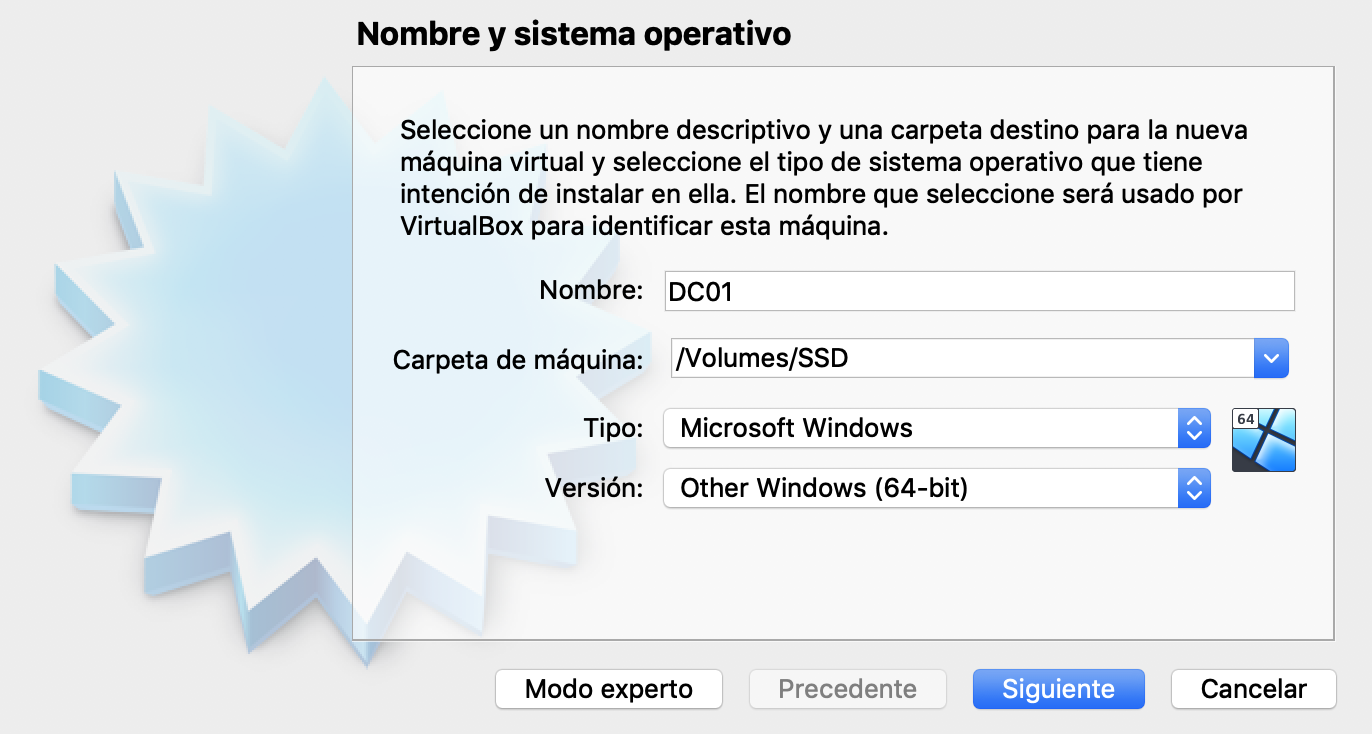 Nombre y sistema operativo
Seleccione un nombre descriptivo y una carpeta destino para la nueva
máquina virtual y seleccione el tipo de sistema operativo que tiene
intención de instalar en ella. El nombre que seleccione será usado por
VirtualBox para identificar esta máquina.
Nombre: DC01
Carpeta de máquina: /Volumes/SSD
Tipo: Microsoft Windows
64
Versión: Other Windows (64-bit)
Modo experto Precedente Siguiente Cancelar